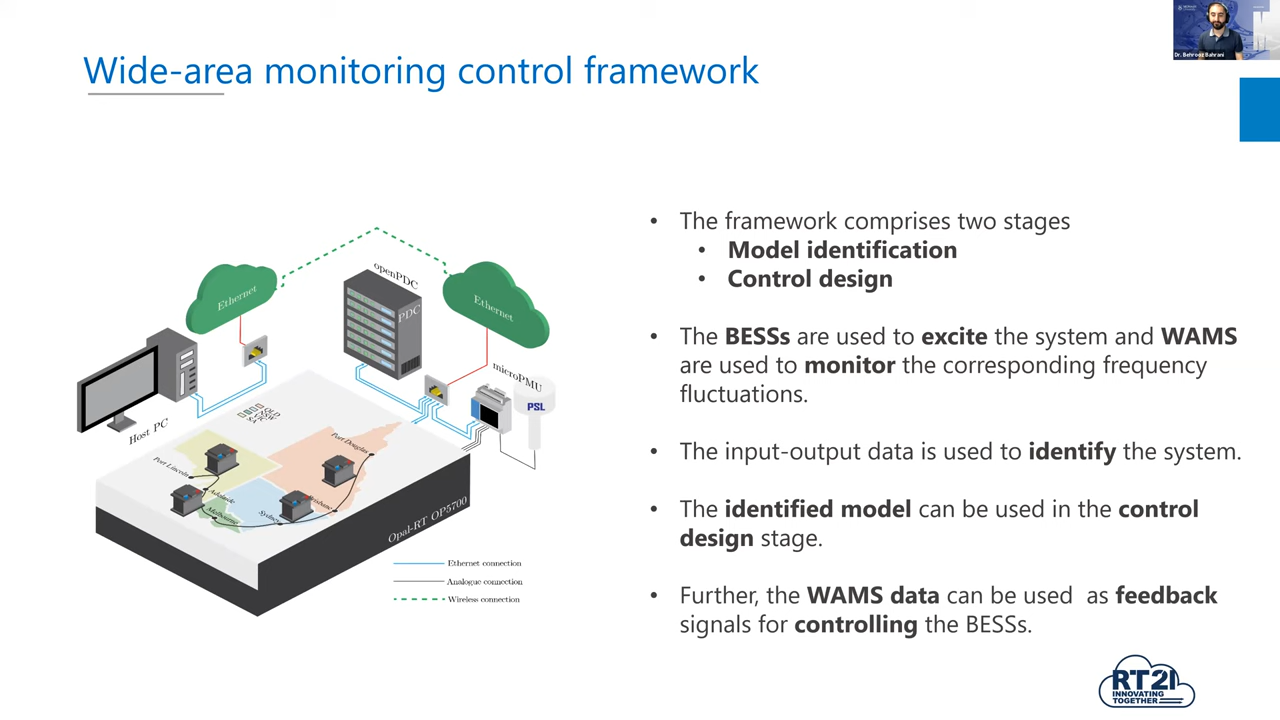 Dr. Behrooz Bahrani
Wide-area monitoring control framework
• The framework comprises two stages
• Model identification
• Control design
• The BESSs are used to excite the system and WAMS
are used to monitor the corresponding frequency
fluctuations.
• The input-output data is used to identify the system.
• The identified model can be used in the control
design stage.
• Further, the WAMS data can be used as feedback
signals for controlling the BESSs.
Ethernet
openPDC
PDC
Ethernet
microPMU
PSL
Host PC
Port Douglas
Port Lincoln
Adelaide
Melbourne
Sydney
Brisbane
Opal-RT OP5700
Ethernet connection
Analogue connection
Wireless connection
RT21
INNOVATING
TOGETHER